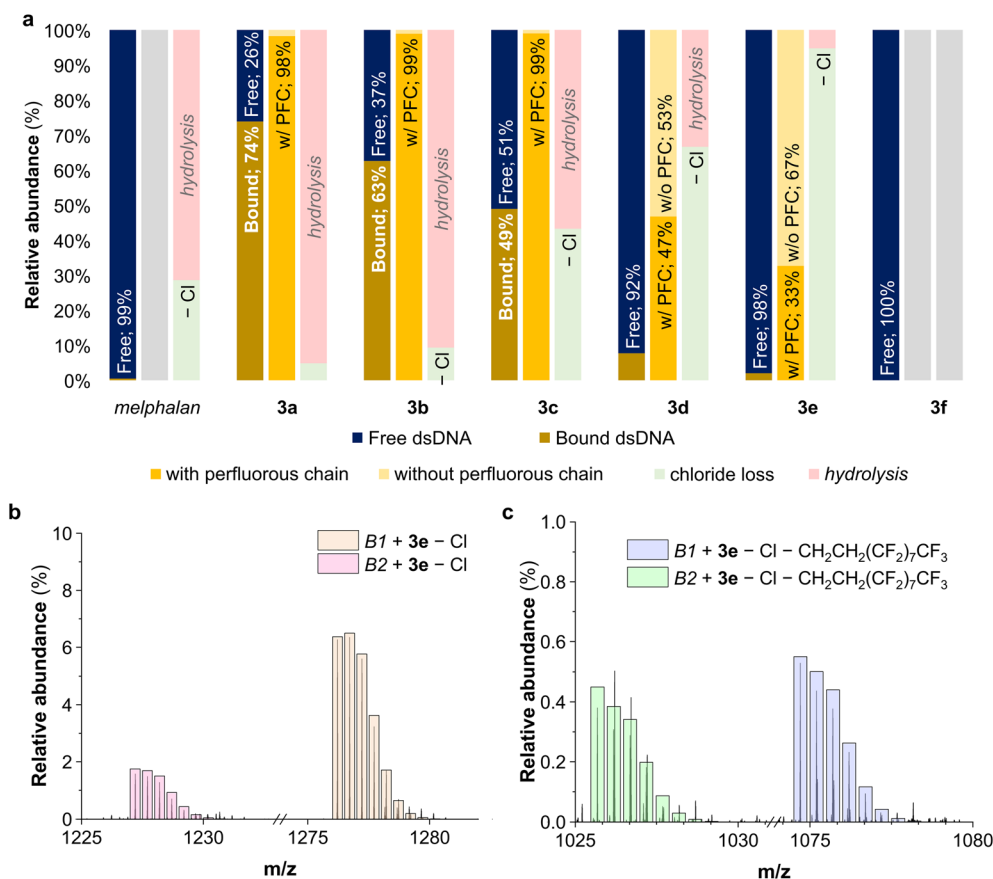 a
Relative abundance (%)
100%
90%
80%
70%
60%
50%
40%
30%
20%
10%
0%
Free; 99%
– Cl
hydrolysis
Bound; 74%
Free; 26%
w/ PFC; 98%
hydrolysis
Bound; 63%
Free; 37%
w/ PFC; 99%
– Cl
hydrolysis
Bound; 49%
Free; 51%
w/ PFC; 99%
– Cl
hydrolysis
Free; 92%
w/ PFC; 47%
w/o PFC; 53%
– Cl
hydrolysis
Free; 98%
w/ PFC; 33%
w/o PFC; 67%
– Cl
Free; 100%
melphalan 3a 3b 3c 3d 3e 3f
Free dsDNA Bound dsDNA
with perfluorous chain without perfluorous chain chloride loss hydrolysis
b
Relative abundance (%)
10
8
6
4
2
0
B1 + 3e − Cl
B2 + 3e − Cl
1225 1230 1275 1280
m/z
c
Relative abundance (%)
1.0
0.8
0.6
0.4
0.2
0.0
B1 + 3e − Cl − CH₂CH₂(CF₂)₇CF₃
B2 + 3e − Cl − CH₂CH₂(CF₂)₇CF₃
1025 1030 1075 1080
m/z